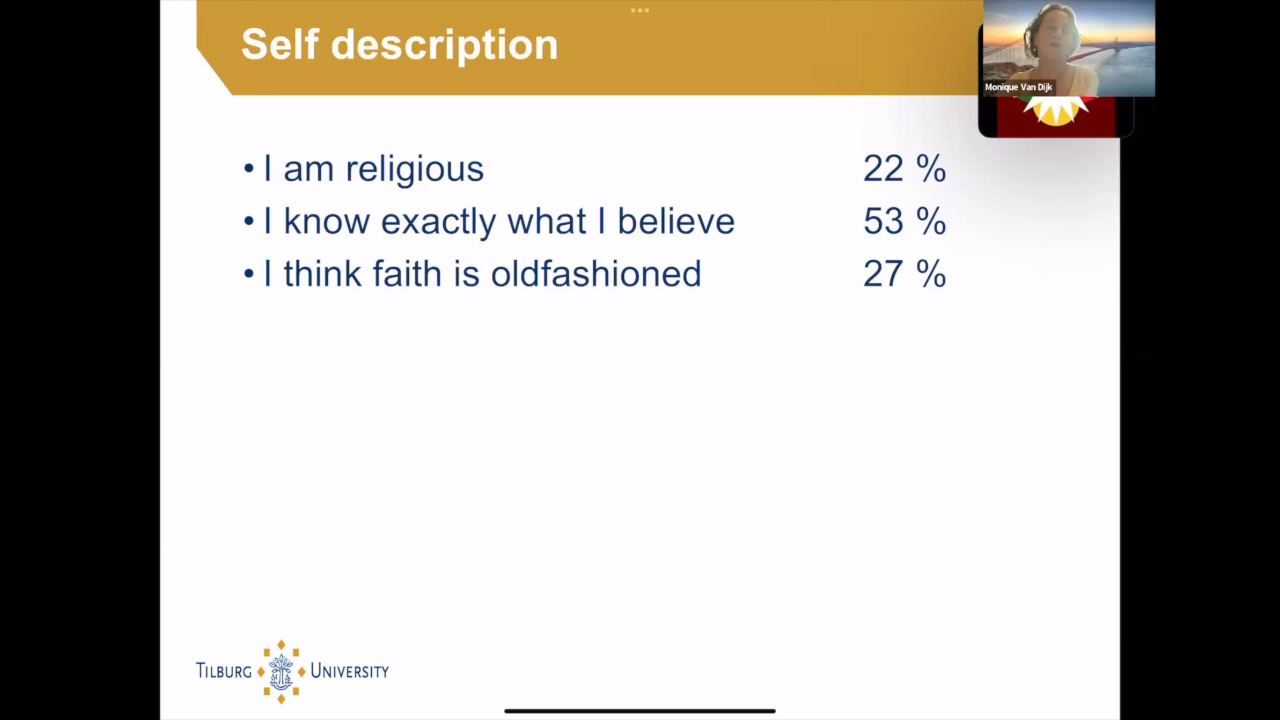 Self description
Monique Van Dijk
• I am religious 22 %
• I know exactly what I believe 53 %
• I think faith is oldfashioned 27 %
TILBURG UNIVERSITY